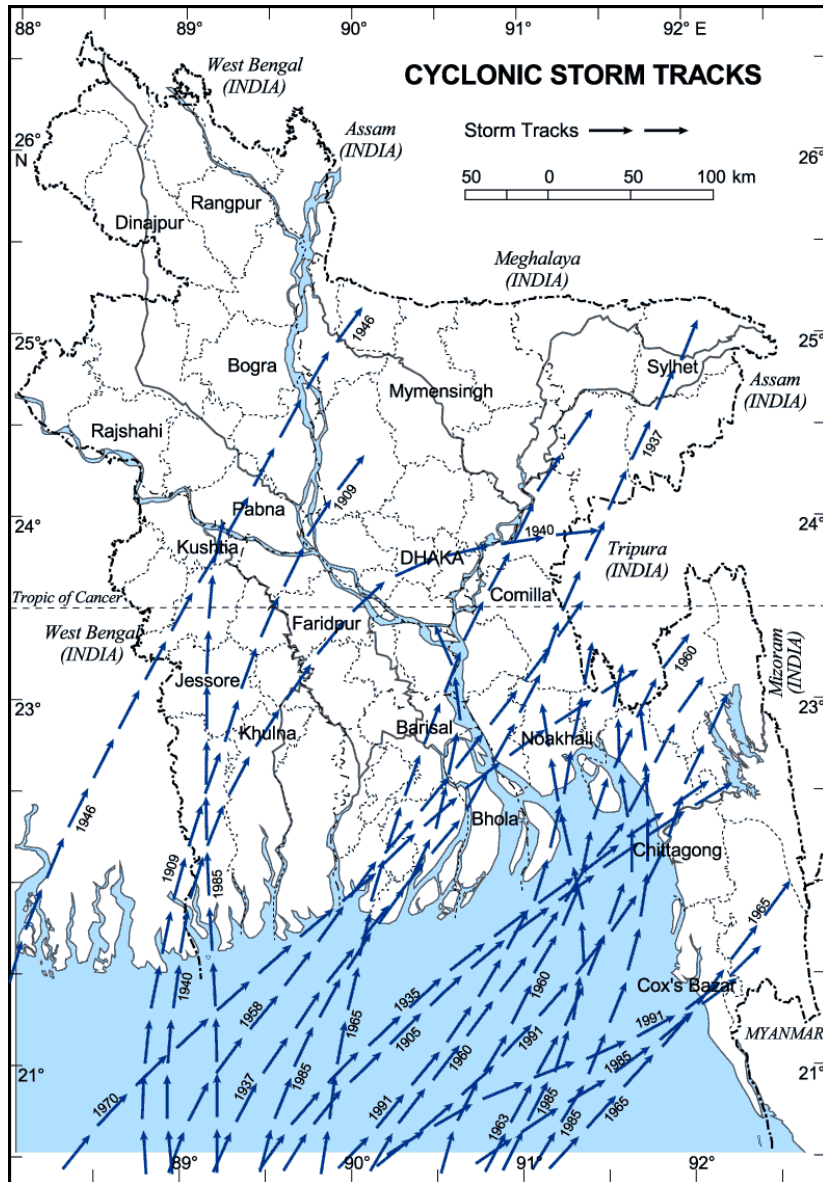 88°
89°
90°
91°
92° E
CYCLONIC STORM TRACKS
Storm Tracks
50 0 50 100 km
West Bengal
(INDIA)
Assam
(INDIA)
26°
N
26°
Rangpur
Dinajpur
Meghalaya
(INDIA)
25°
25°
1946
Bogra
Sylhet
Mymensingh
Assam
(INDIA)
Rajshahi
1937
1909
Pabna
24°
24°
1940
Kushtia
DHAKA
Tripura
(INDIA)
Comilla
Tropic of Cancer
Faridpur
West Bengal
(INDIA)
1960
Mizoram
(INDIA)
Jessore
23°
23°
Khulna
Barisal
Noakhali
1946
Bhola
Chittagong
1909
1985
1965
1940
1935
1960
Cox's Bazar
1958
1965
1905
1991
1991
MYANMAR
21°
21°
1970
1937
1985
1991
1960
1985
1963
1985
1985
1965
89°
90°
91°
92°